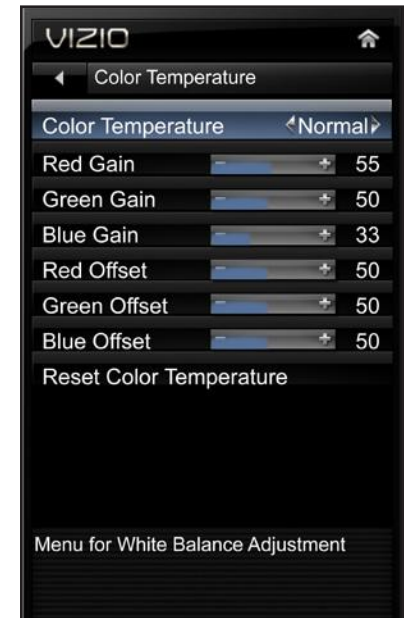 VIZIO
Color Temperature
Color Temperature Normal
Red Gain - + 55
Green Gain - + 50
Blue Gain - + 33
Red Offset - + 50
Green Offset - + 50
Blue Offset - + 50
Reset Color Temperature
Menu for White Balance Adjustment